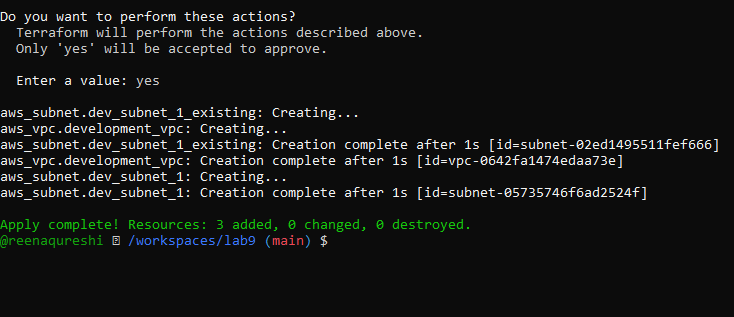 Do you want to perform these actions?
  Terraform will perform the actions described above.
  Only 'yes' will be accepted to approve.

  Enter a value: yes

aws_subnet.dev_subnet_1_existing: Creating...
aws_vpc.development_vpc: Creating...
aws_subnet.dev_subnet_1_existing: Creation complete after 1s [id=subnet-02ed1495511fef666]
aws_vpc.development_vpc: Creation complete after 1s [id=vpc-0642fa1474edaa73e]
aws_subnet.dev_subnet_1: Creating...
aws_subnet.dev_subnet_1: Creation complete after 1s [id=subnet-05735746f6ad2524f]

Apply complete! Resources: 3 added, 0 changed, 0 destroyed.
@reenaqureshi /workspaces/lab9 (main) $